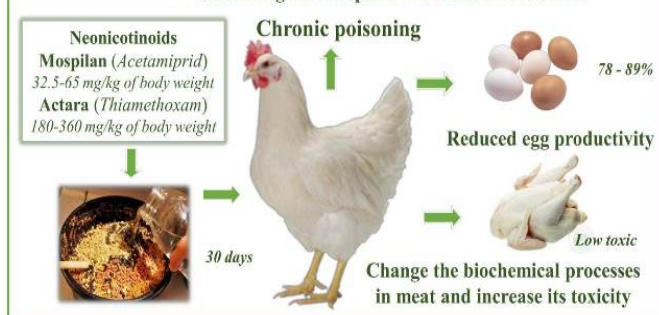 Neonicotinoids
Mospilan (Acetamiprid)
32.5-65 mg/kg of body weight
Actara (Thiamethoxam)
180-360 mg/kg of body weight
30 days
Chronic poisoning
78 - 89%
Reduced egg productivity
Low toxic
Change the biochemical processes
in meat and increase its toxicity